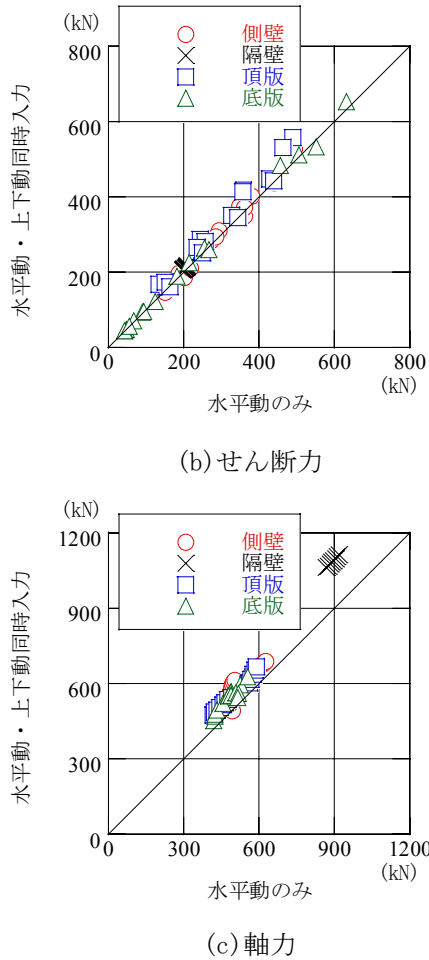 (kN)
800
側壁
隔壁
頂版
底版
600
400
200
0
0 200 400 600 800
(kN)
水平動・上下動同時入力
水平動のみ
(b)せん断力
(kN)
1200
側壁
隔壁
頂版
底版
900
600
300
0
0 300 600 900 1200
(kN)
水平動・上下動同時入力
水平動のみ
(c)軸力